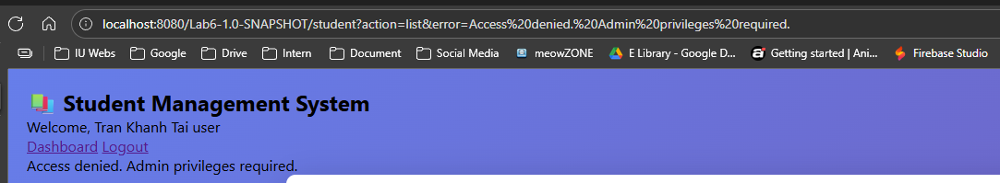 localhost:8080/Lab6-1.0-SNAPSHOT/student?action=list&error=Access%20denied.%20Admin%20privileges%20required.
IU Webs Google Drive Intern Document Social Media meowZONE E Library - Google D... Getting started | Ani... Firebase Studio
Student Management System
Welcome, Tran Khanh Tai user
Dashboard Logout
Access denied. Admin privileges required.